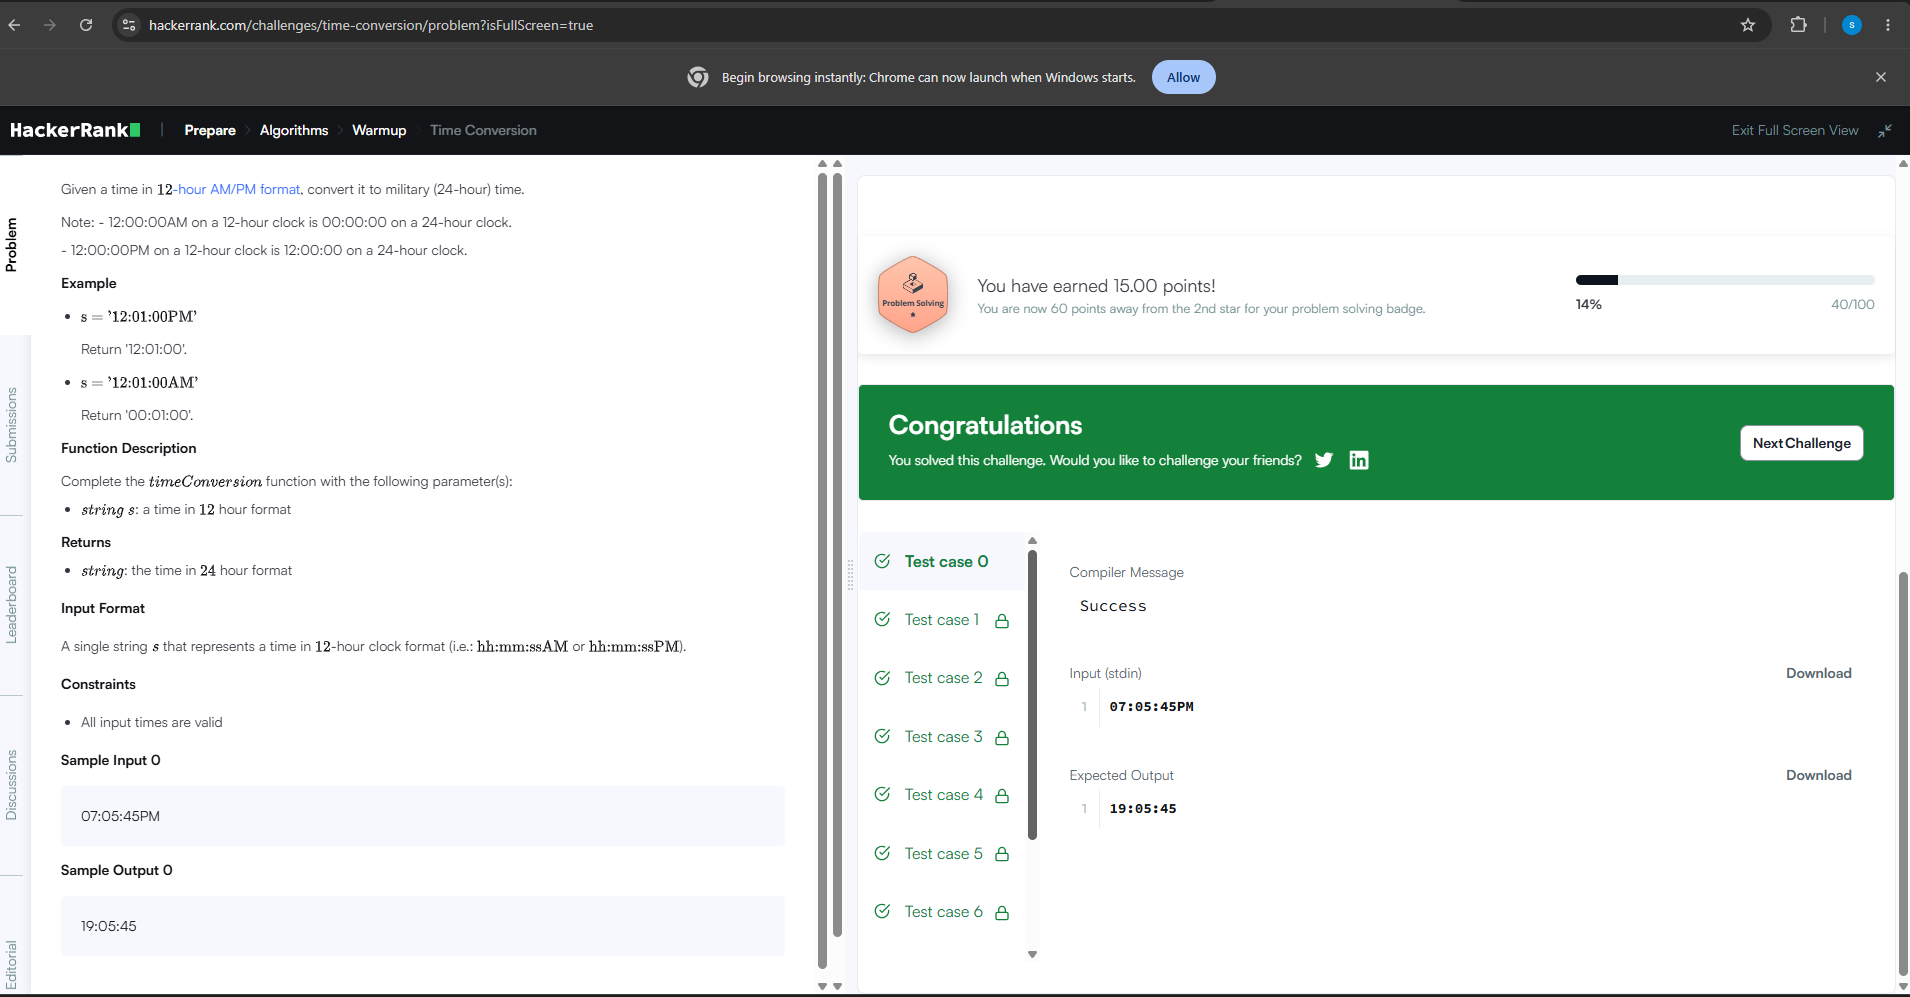 hackerrank.com/challenges/time-conversion/problem?isFullScreen=true
S
Begin browsing instantly: Chrome can now launch when Windows starts.
Allow
HackerRank
Prepare
Algorithms
Warmup
Time Conversion
Exit Full Screen View
Problem
Submissions
Leaderboard
Discussions
Editorial
Given a time in 12-hour AM/PM format, convert it to military (24-hour) time.
Note: - 12:00:00AM on a 12-hour clock is 00:00:00 on a 24-hour clock.
- 12:00:00PM on a 12-hour clock is 12:00:00 on a 24-hour clock.
Example
• s = '12:01:00PM'
Return '12:01:00'.
• s = '12:01:00AM'
Return '00:01:00'.
Function Description
Complete the timeConversion function with the following parameter(s):
• string s: a time in 12 hour format
Returns
• string: the time in 24 hour format
Input Format
A single string s that represents a time in 12-hour clock format (i.e.: hh:mm:ssAM or hh:mm:ssPM).
Constraints
• All input times are valid
Sample Input 0
07:05:45PM
Sample Output 0
19:05:45
Problem Solving
You have earned 15.00 points!
You are now 60 points away from the 2nd star for your problem solving badge.
14%
40/100
Congratulations
You solved this challenge. Would you like to challenge your friends?
Next Challenge
Test case 0
Test case 1
Test case 2
Test case 3
Test case 4
Test case 5
Test case 6
Compiler Message
Success
Input (stdin)
Download
1 07:05:45PM
Expected Output
Download
1 19:05:45